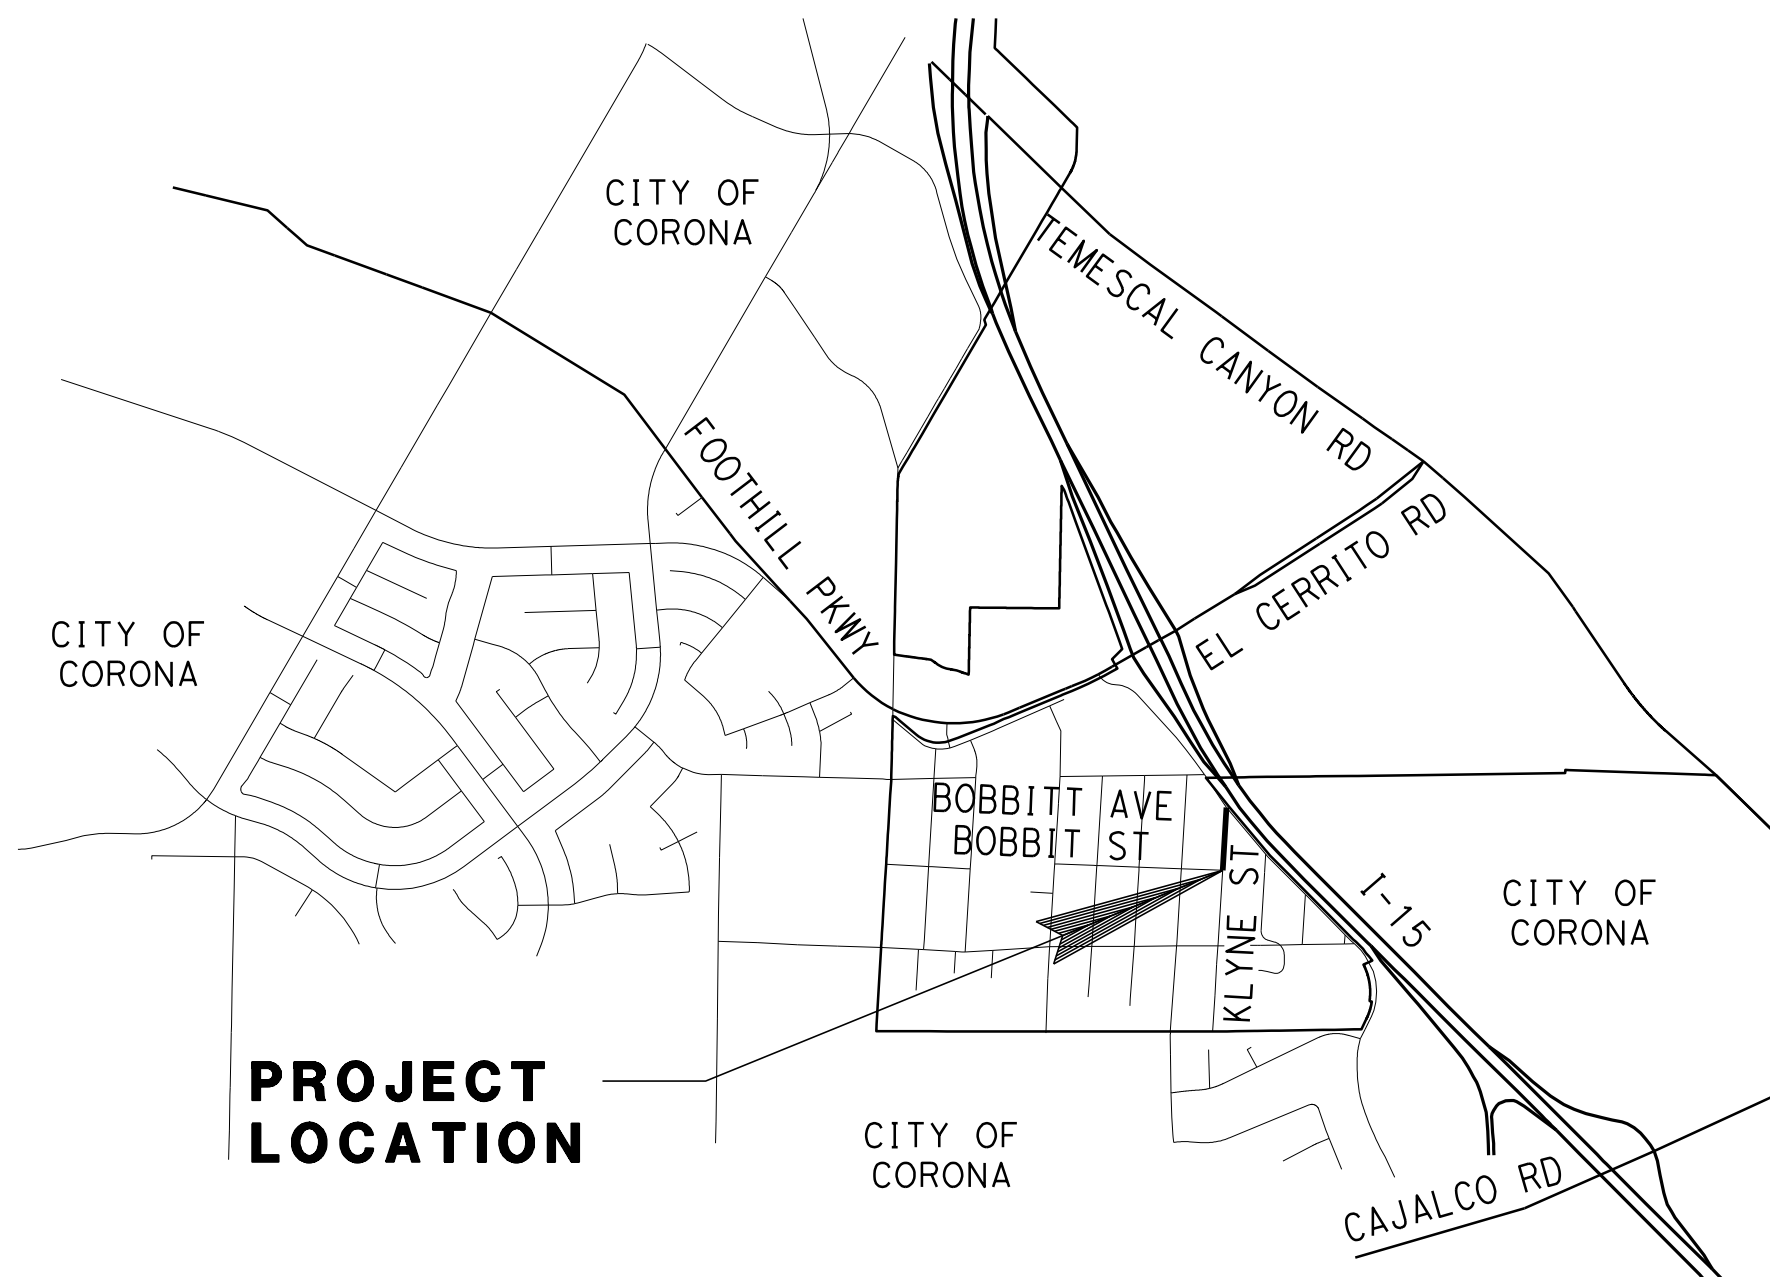 CITY OF
CORONA
TEMESCAL CANYON RD
FOOTHILL PKWY
EL CERRITO RD
CITY OF
CORONA
BOBBITT AVE
BOBBIT ST
KLYNE ST
I-15
CITY OF
CORONA
PROJECT
LOCATION
CITY OF
CORONA
CAJALCO RD